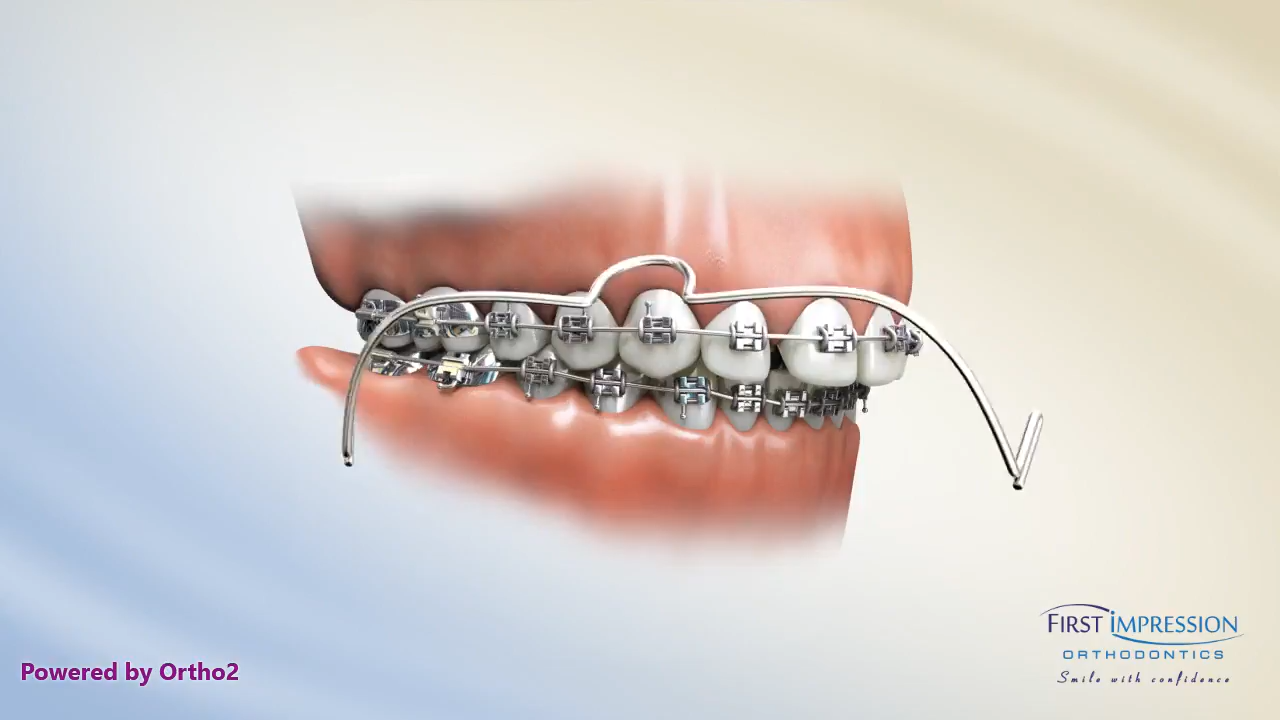 FIRST IMPRESSION
ORTHODONTICS
Smile with confidence
Powered by Ortho2